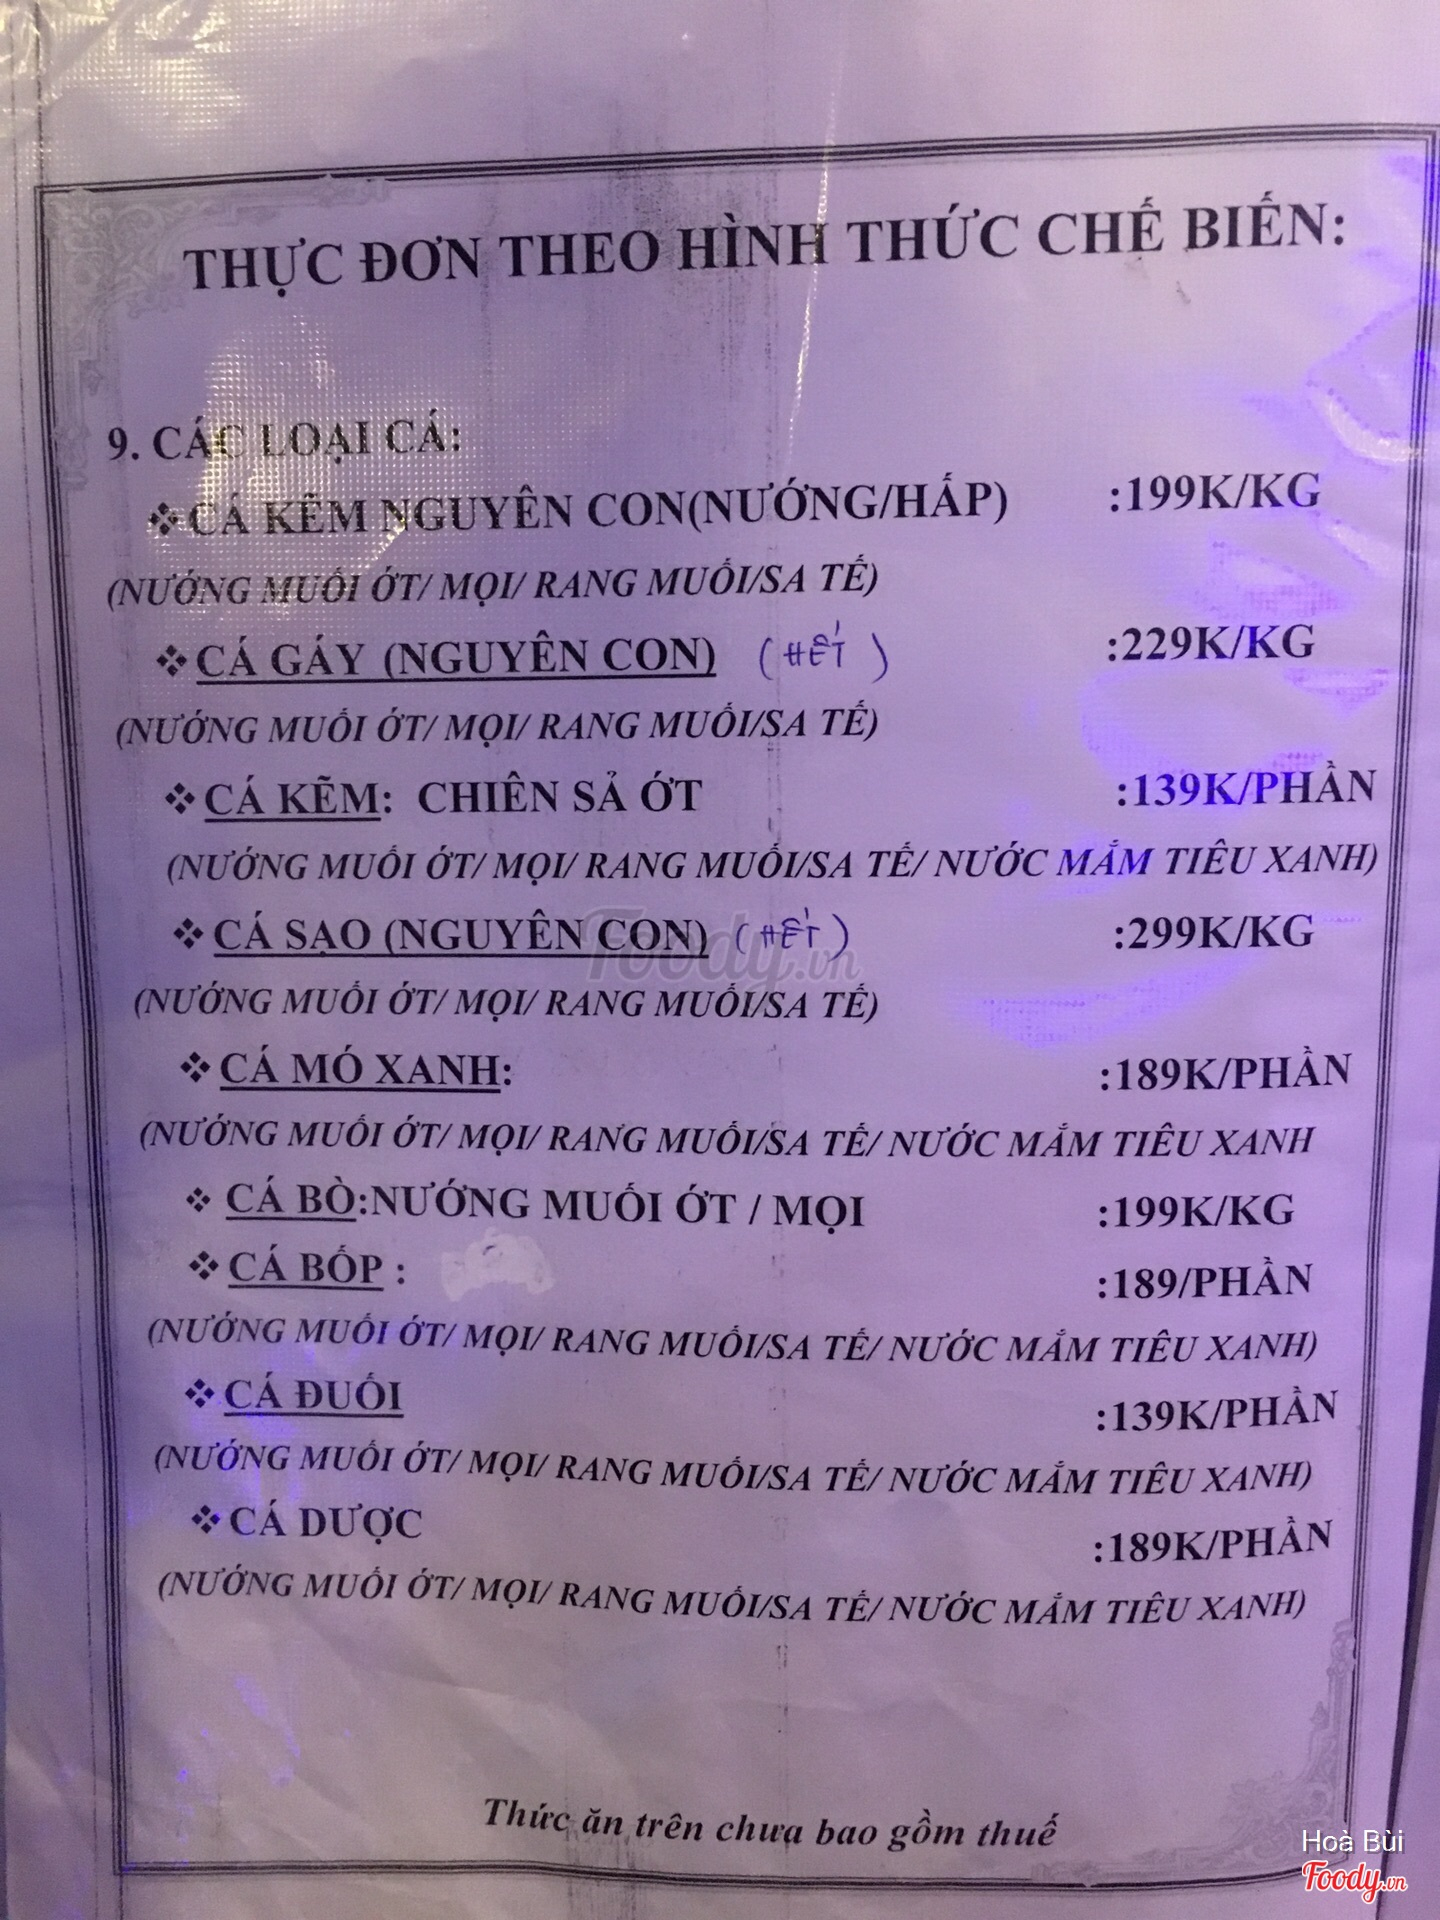 THỰC ĐƠN THEO HÌNH THỨC CHẾ BIẾN:
9. CÁC LOẠI CÁ:
❖ CÁ KẼM NGUYÊN CON(NƯỚNG/HẤP) :199K/KG
(NƯỚNG MUỐI ỚT/ MỌI/ RANG MUỐI/SA TẾ)
❖ CÁ GÁY (NGUYÊN CON) (HẾT) :229K/KG
(NƯỚNG MUỐI ỚT/ MỌI/ RANG MUỐI/SA TẾ)
❖ CÁ KẼM: CHIÊN SẢ ỚT :139K/PHẦN
(NƯỚNG MUỐI ỚT/ MỌI/ RANG MUỐI/SA TẾ/ NƯỚC MẮM TIÊU XANH)
❖ CÁ SẠO (NGUYÊN CON) (HẾT) :299K/KG
Foody.vn
(NƯỚNG MUỐI ỚT/ MỌI/ RANG MUỐI/SA TẾ)
❖ CÁ MÓ XANH: :189K/PHẦN
(NƯỚNG MUỐI ỚT/ MỌI/ RANG MUỐI/SA TẾ/ NƯỚC MẮM TIÊU XANH
❖ CÁ BÒ:NƯỚNG MUỐI ỚT / MỌI :199K/KG
❖ CÁ BỐP : :189/PHẦN
(NƯỚNG MUỐI ỚT/ MỌI/ RANG MUỐI/SA TẾ/ NƯỚC MẮM TIÊU XANH)
❖ CÁ ĐUỐI :139K/PHẦN
(NƯỚNG MUỐI ỚT/ MỌI/ RANG MUỐI/SA TẾ/ NƯỚC MẮM TIÊU XANH)
❖ CÁ DƯỢC :189K/PHẦN
(NƯỚNG MUỐI ỚT/ MỌI/ RANG MUỐI/SA TẾ/ NƯỚC MẮM TIÊU XANH)
Thức ăn trên chưa bao gồm thuế
Hoà Bùi
Foody.vn